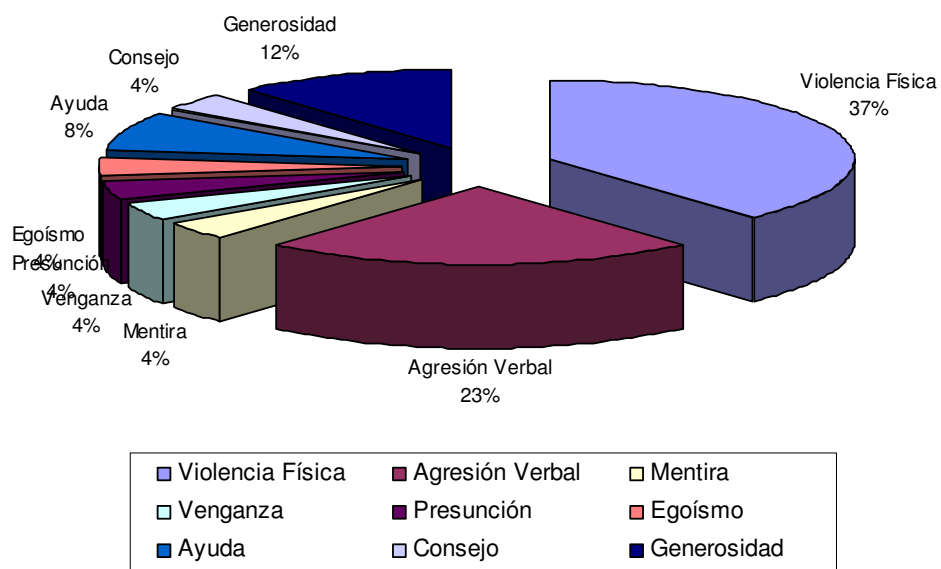 Generosidad
12%
Consejo
4%
Violencia Física
37%
Ayuda
8%
Egoísmo
4%
Presunción
4%
Venganza
4%
Mentira
4%
Agresión Verbal
23%
Violencia Física Agresión Verbal Mentira
Venganza Presunción Egoísmo
Ayuda Consejo Generosidad